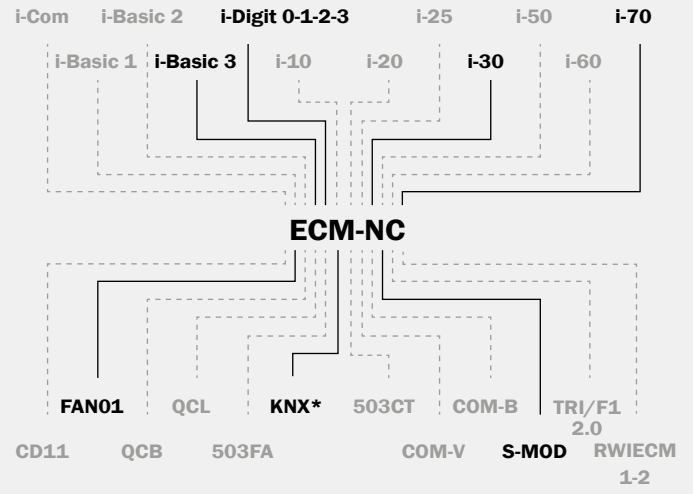 i-Com i-Basic 2 i-Digit 0-1-2-3 i-25 i-50 i-70
i-Basic 1 i-Basic 3 i-10 i-20 i-30 i-60
ECM-NC
FAN01 QCL KNX* 503CT COM-B TRI/F1
2.0
CD11 QCB 503FA COM-V S-MOD RWIECM
1-2